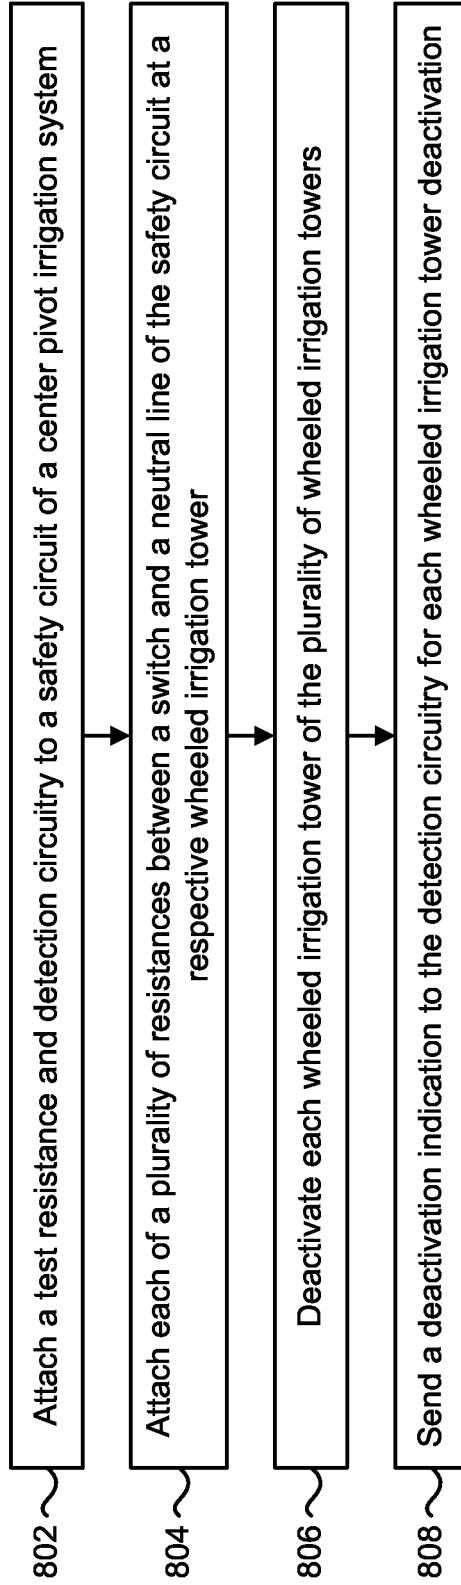 802
Attach a test resistance and detection circuitry to a safety circuit of a center pivot irrigation system
804
Attach each of a plurality of resistances between a switch and a neutral line of the safety circuit at a
respective wheeled irrigation tower
806
Deactivate each wheeled irrigation tower of the plurality of wheeled irrigation towers
808
Send a deactivation indication to the detection circuitry for each wheeled irrigation tower deactivation